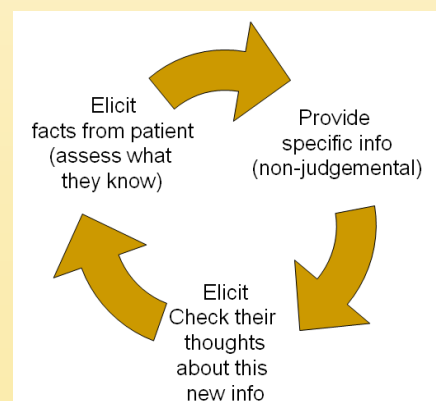 Elicit
facts from patient
(assess what
they know)
Provide
specific info
(non-judgemental)
Elicit
Check their
thoughts
about this
new info